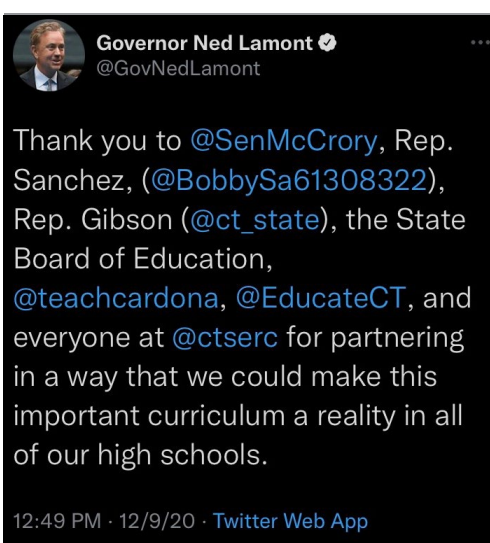 Governor Ned Lamont
@GovNedLamont
Thank you to @SenMcCrory, Rep.
Sanchez, (@BobbySa61308322),
Rep. Gibson (@ct_state), the State
Board of Education,
@teachcardona, @EducateCT, and
everyone at @ctserc for partnering
in a way that we could make this
important curriculum a reality in all
of our high schools.
12:49 PM · 12/9/20 · Twitter Web App